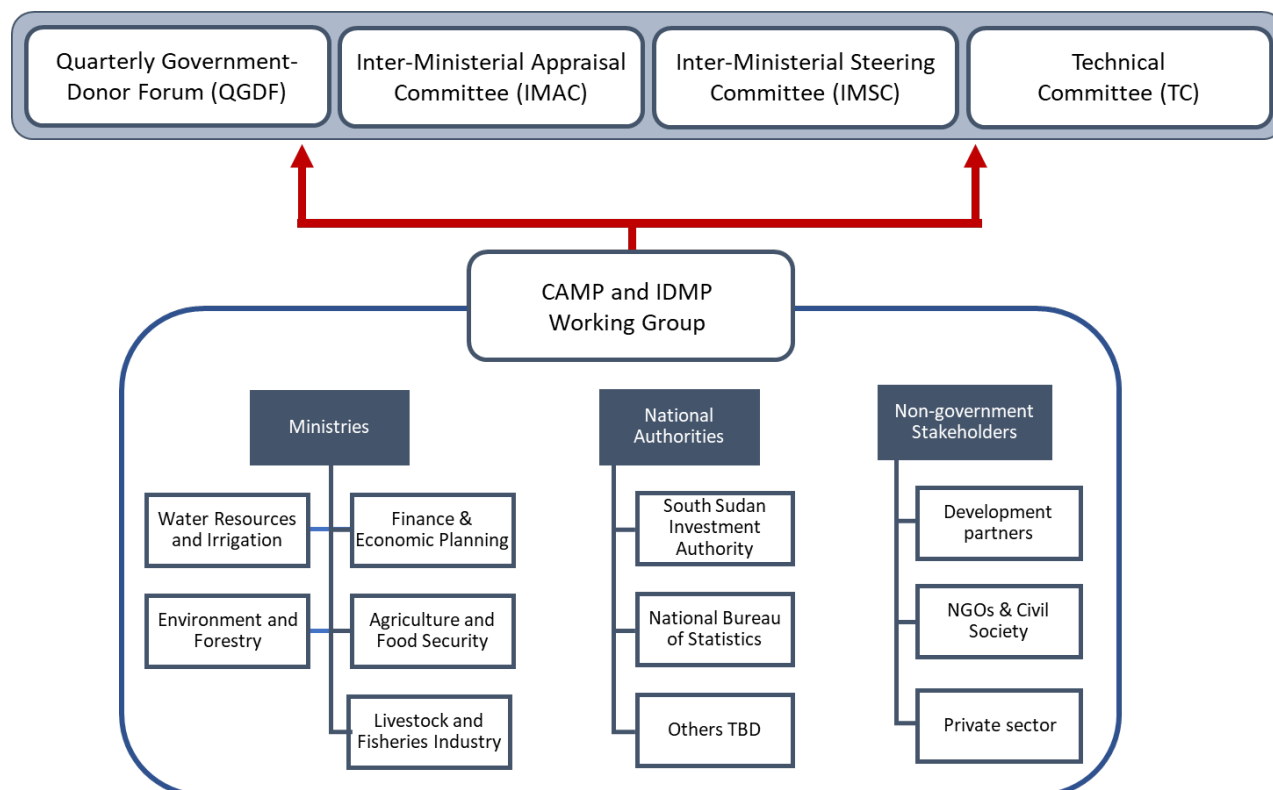 Quarterly Government-
Donor Forum (QGDF)
Inter-Ministerial Appraisal
Committee (IMAC)
Inter-Ministerial Steering
Committee (IMSC)
Technical
Committee (TC)
CAMP and IDMP
Working Group
Ministries
National
Authorities
Non-government
Stakeholders
Water Resources
and Irrigation
Finance &
Economic Planning
Environment and
Forestry
Agriculture and
Food Security
Livestock and
Fisheries Industry
South Sudan
Investment
Authority
National Bureau
of Statistics
Others TBD
Development
partners
NGOs & Civil
Society
Private sector